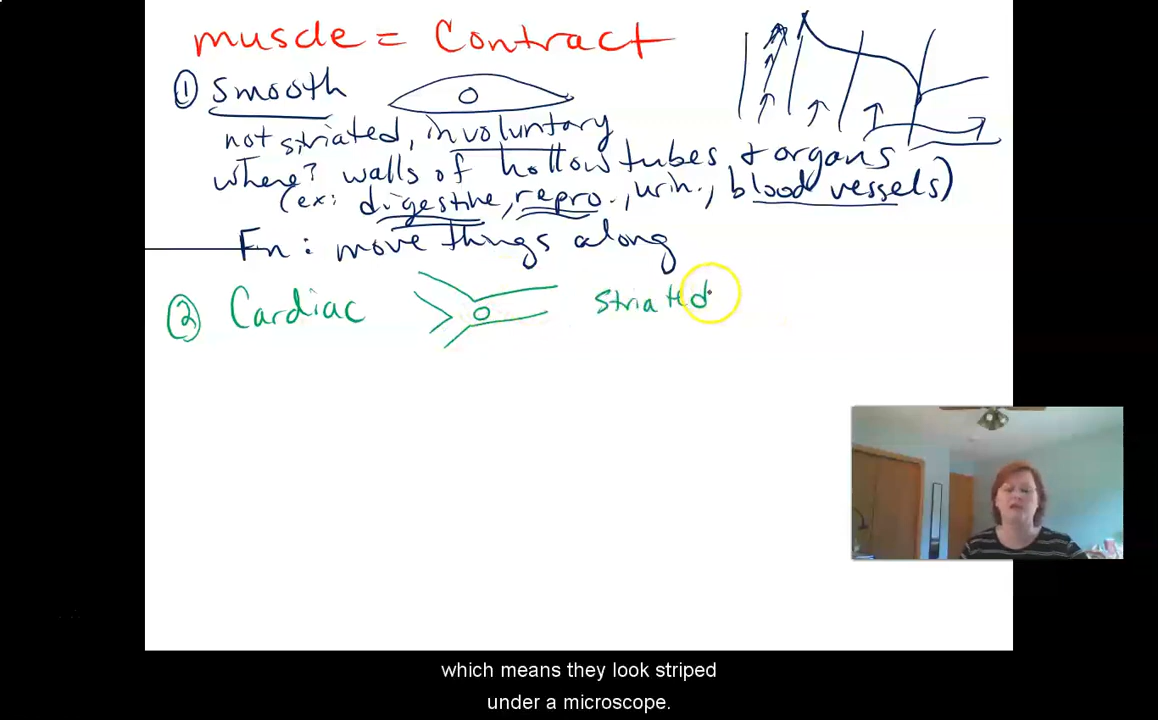 muscle = Contract
① Smooth
not striated, involuntary
where? walls of hollow tubes + organs
(ex: digestive, repro., urin., blood vessels)
Fn: move things along
② Cardiac striated
which means they look striped
under a microscope.